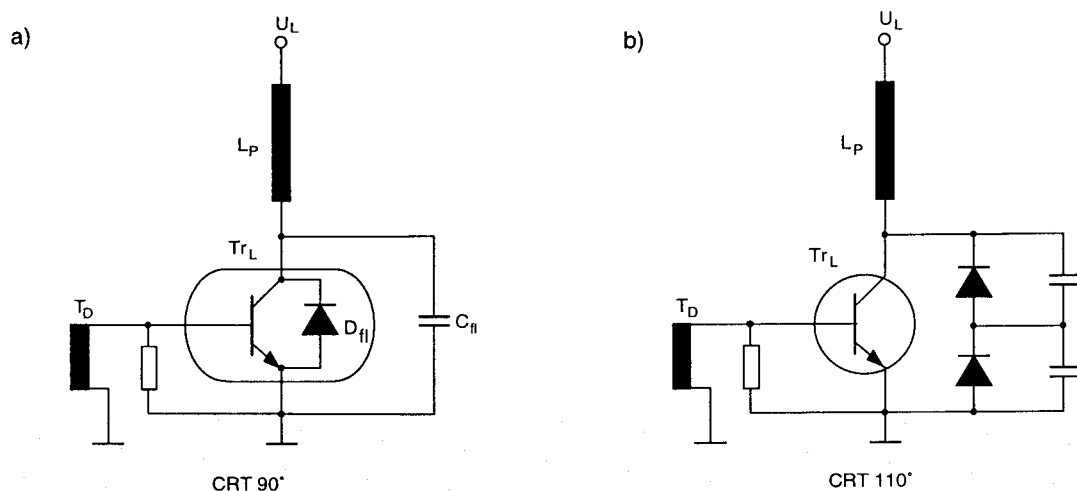 a)
U_L
L_P
Tr_L
T_D
D_fl
C_fl
CRT 90°
b)
U_L
L_P
Tr_L
T_D
CRT 110°